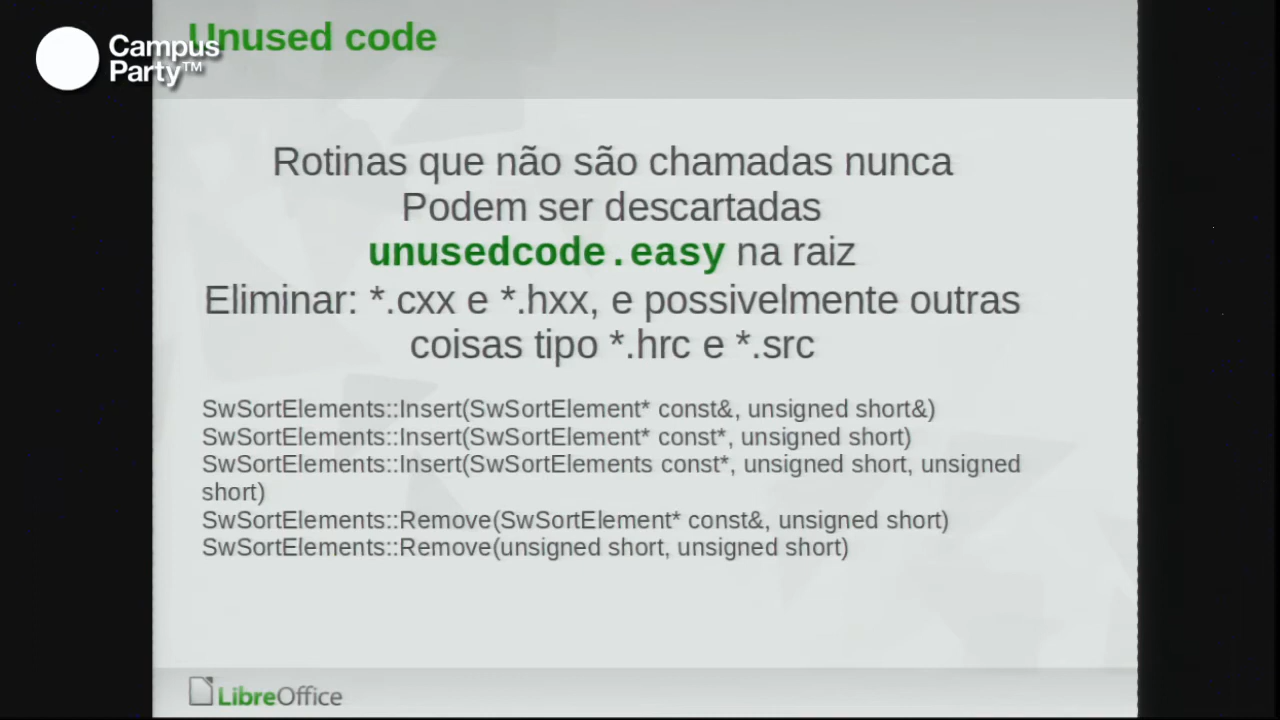 Unused code
Campus
Party™
Rotinas que não são chamadas nunca
Podem ser descartadas
unusedcode.easy na raiz
Eliminar: *.cxx e *.hxx, e possivelmente outras
coisas tipo *.hrc e *.src
SwSortElements::Insert(SwSortElement* const&, unsigned short&)
SwSortElements::Insert(SwSortElement* const*, unsigned short)
SwSortElements::Insert(SwSortElements const*, unsigned short, unsigned
short)
SwSortElements::Remove(SwSortElement* const&, unsigned short)
SwSortElements::Remove(unsigned short, unsigned short)
LibreOffice